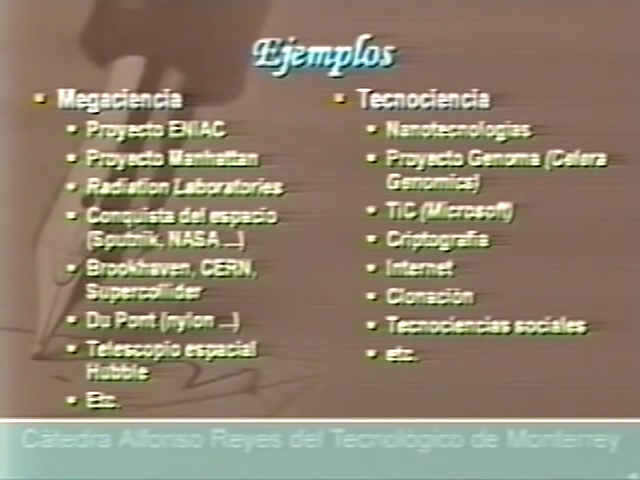 Ejemplos
Megaciencia
Proyecto ENIAC
Proyecto Manhattan
Radiation Laboratories
Conquista del espacio
(Sputnik, NASA ...)
Brookhaven, CERN,
Supercollider
Du Pont (nylon ...)
Telescopio espacial
Hubble
Etc.
Tecnociencia
Nanotecnologías
Proyecto Genoma (Celera
Genomics)
TIC (Microsoft)
Criptografía
Internet
Clonación
Tecnociencias sociales
etc.
Cátedra Alfonso Reyes del Tecnológico de Monterrey